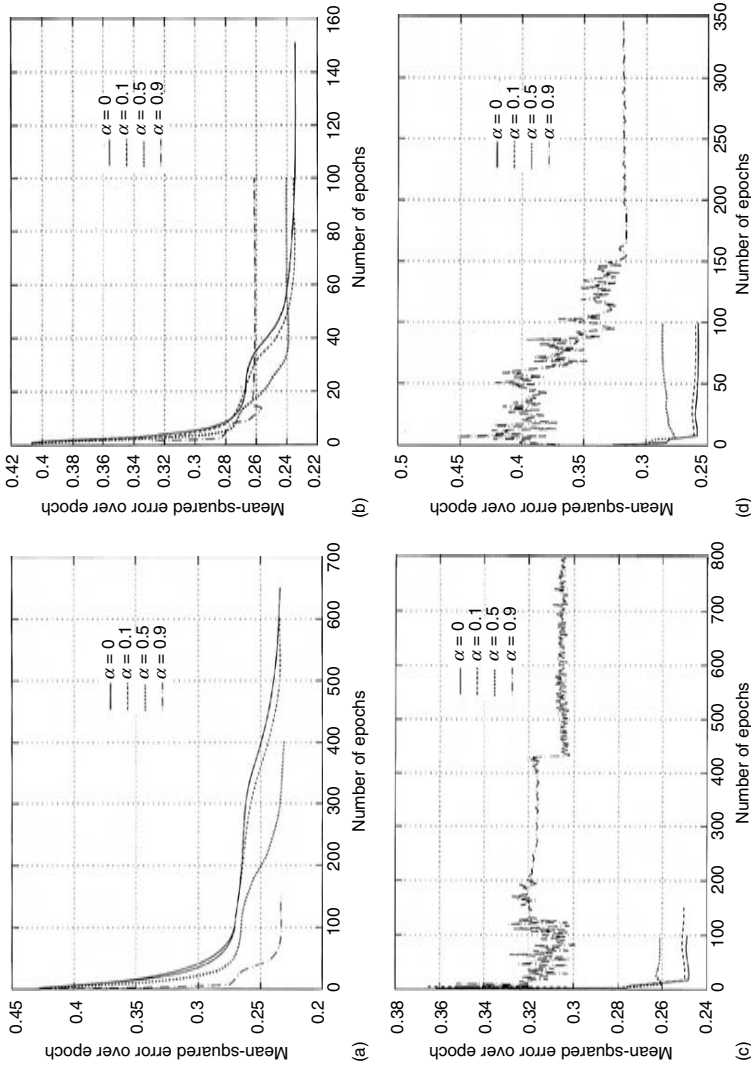 0.45
0.4
0.35
0.3
0.25
0.2
Mean-squared error over epoch
α = 0
α = 0.1
α = 0.5
α = 0.9
0
100
200
300
400
500
600
700
Number of epochs
(a)
0.42
0.40
0.38
0.36
0.34
0.32
0.30
0.28
0.26
0.24
0.22
Mean-squared error over epoch
α = 0
α = 0.1
α = 0.5
α = 0.9
0
20
40
60
80
100
120
140
160
Number of epochs
(b)
0.38
0.36
0.34
0.32
0.3
0.28
0.26
0.24
Mean-squared error over epoch
α = 0
α = 0.1
α = 0.5
α = 0.9
0
100
200
300
400
500
600
700
800
Number of epochs
(c)
0.5
0.45
0.4
0.35
0.3
0.25
Mean-squared error over epoch
α = 0
α = 0.1
α = 0.5
α = 0.9
0
50
100
150
200
250
300
350
Number of epochs
(d)